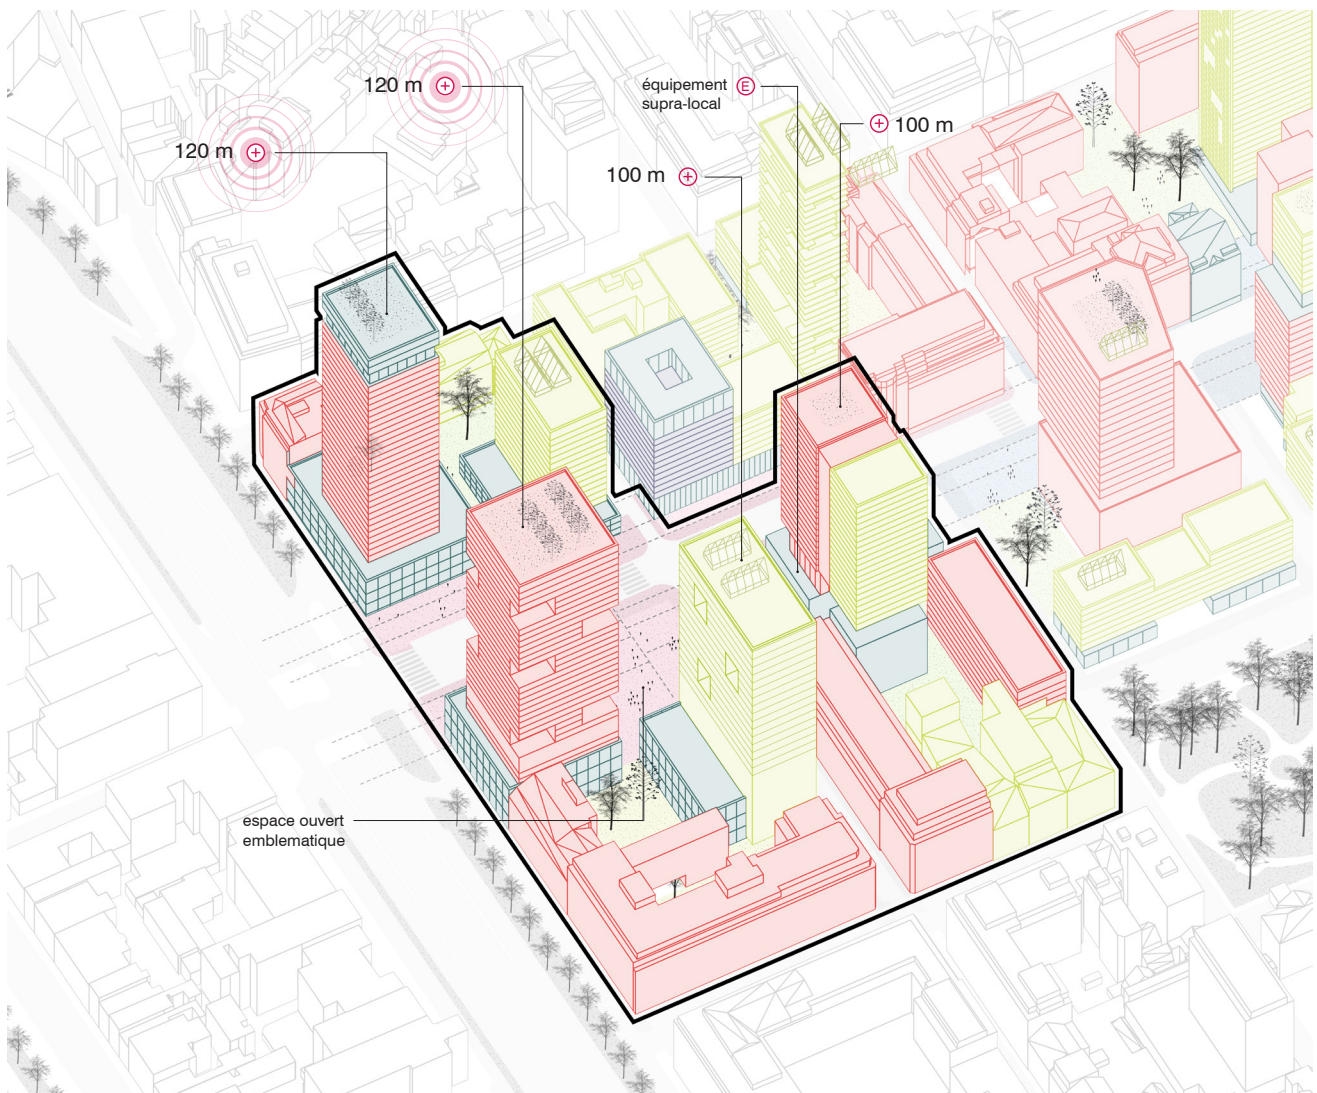 120 m +
120 m +
équipement E
supra-local
+ 100 m
100 m +
espace ouvert
emblematique